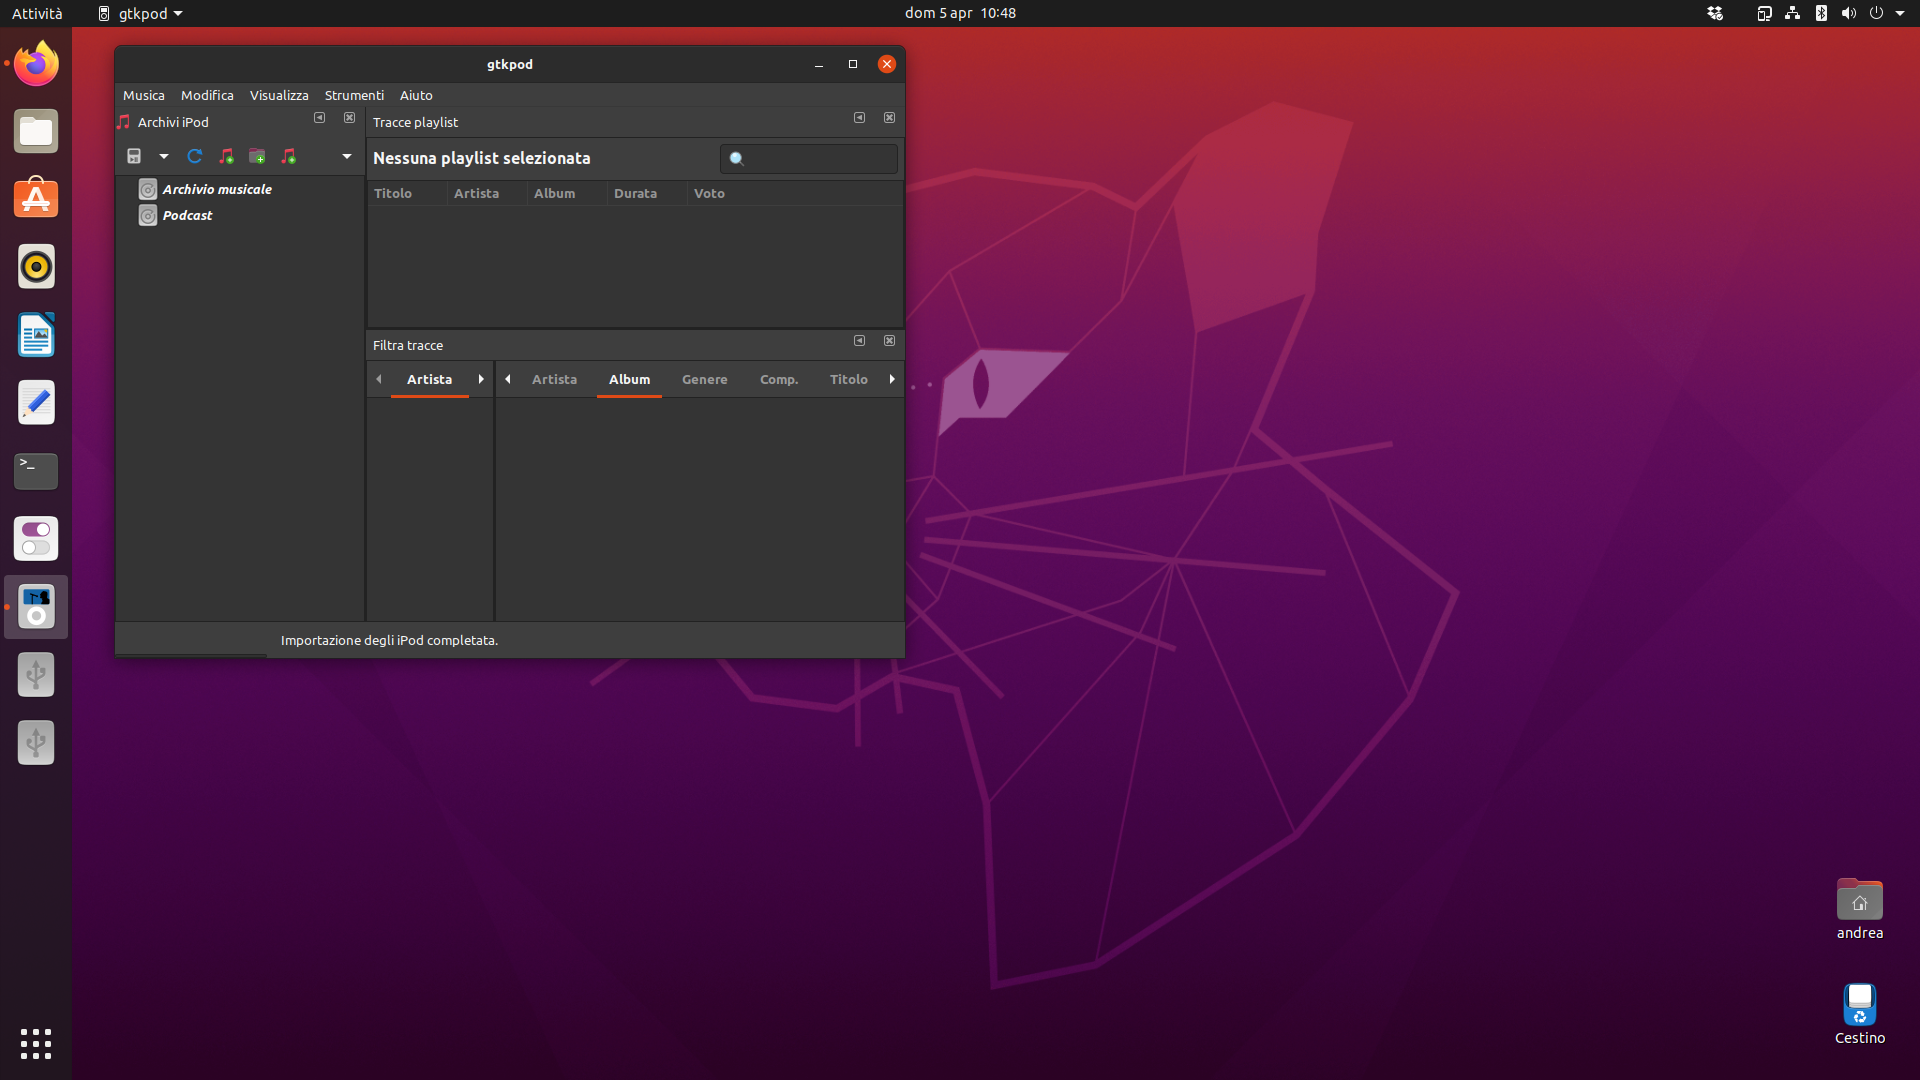 Attività
gtkpod
dom 5 apr 10:48
gtkpod
Musica Modifica Visualizza Strumenti Aiuto
Archivi iPod
Tracce playlist
Nessuna playlist selezionata
Archivio musicale
Podcast
Titolo Artista Album Durata Voto
Filtra tracce
Artista
Artista Album Genere Comp. Titolo
Importazione degli iPod completata.
>_
andrea
Cestino